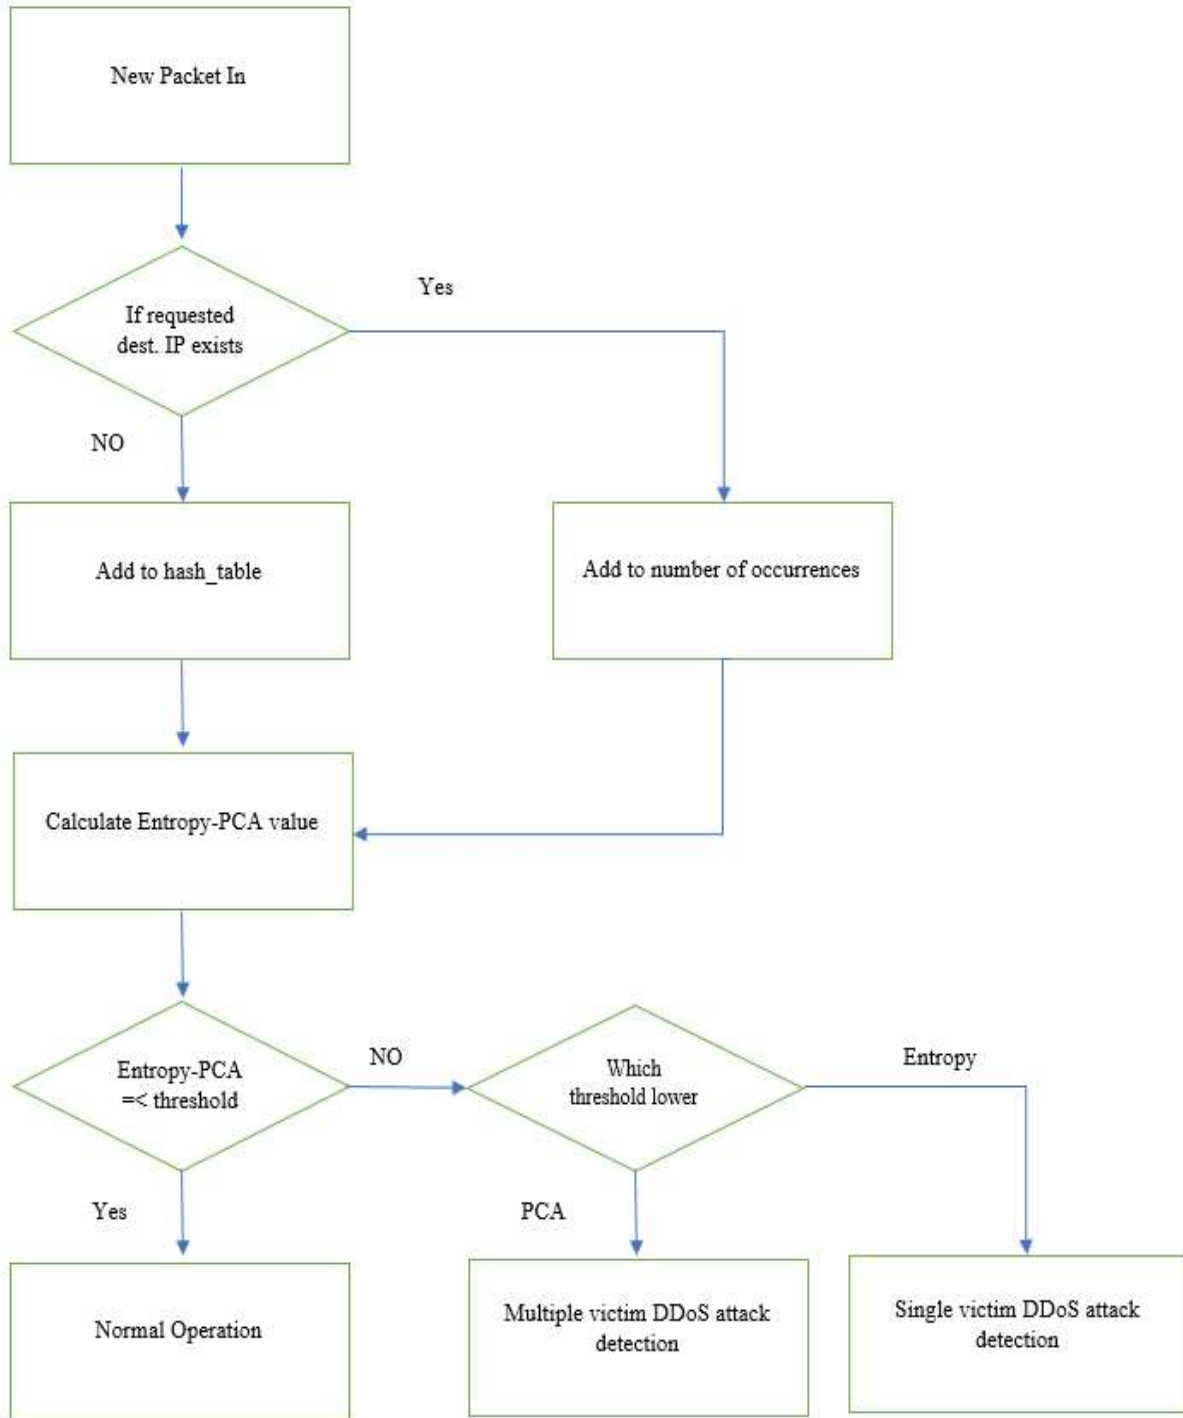 New Packet In
Yes
If requested
dest. IP exists
NO
Add to hash_table
Add to number of occurrences
Calculate Entropy-PCA value
Entropy-PCA
=< threshold
NO
Which
threshold lower
Entropy
Yes
PCA
Normal Operation
Multiple victim DDoS attack
detection
Single victim DDoS attack
detection